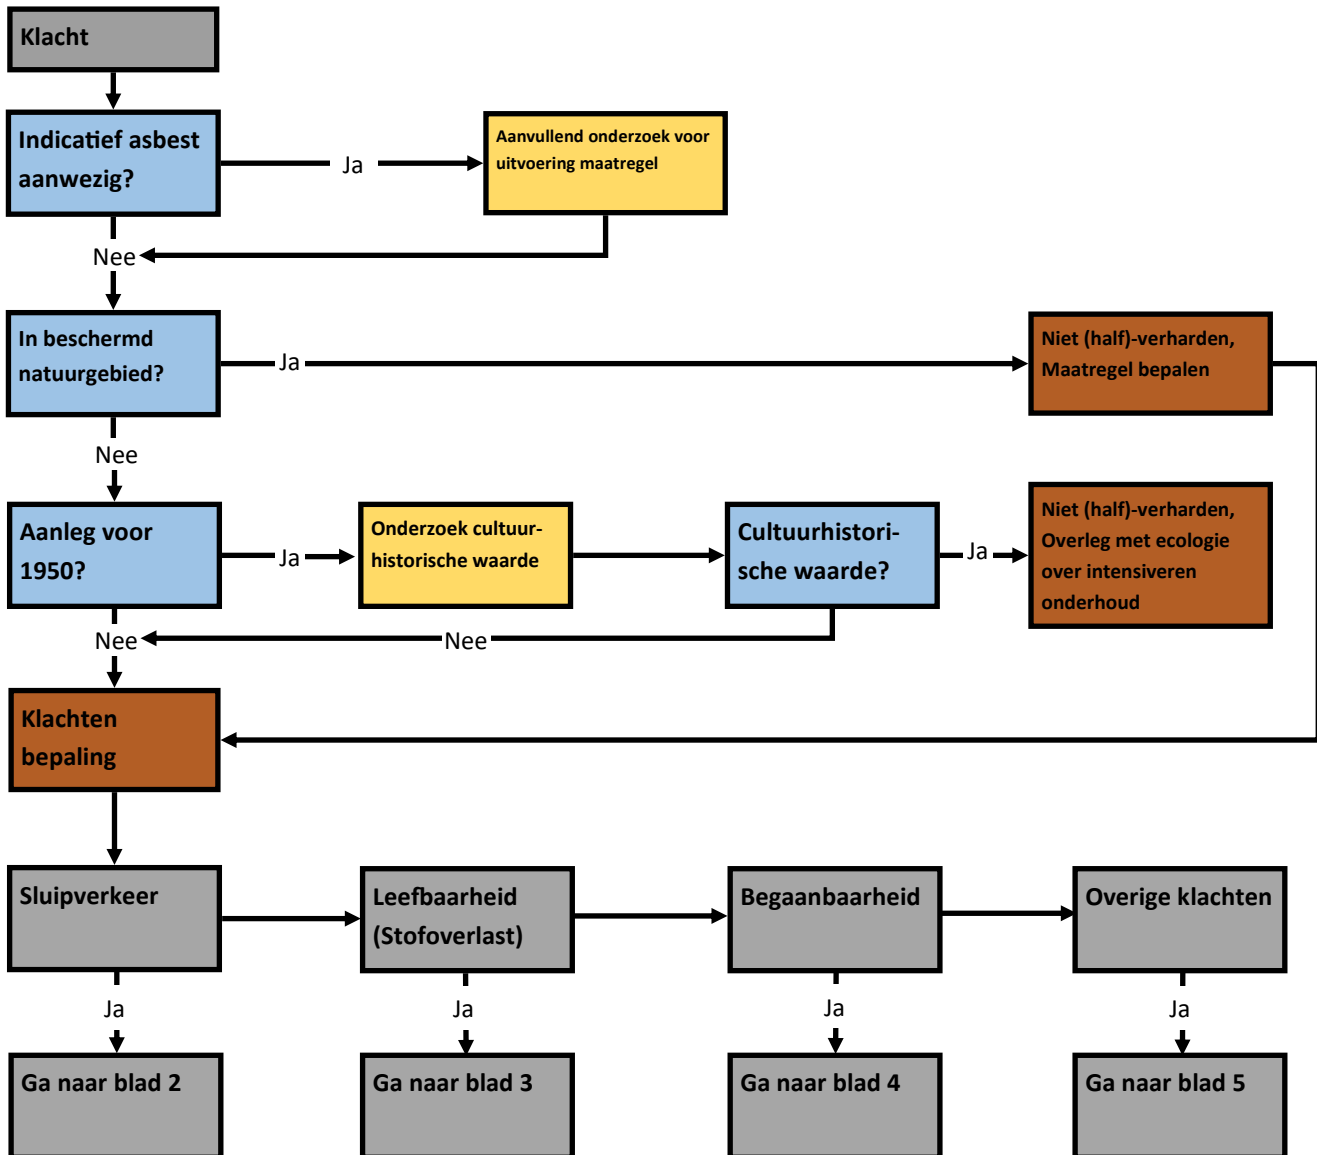 Klacht
Indicatief asbest
aanwezig?
Ja
Aanvullend onderzoek voor
uitvoering maatregel
Nee
In beschermd
natuurgebied?
Ja
Niet (half)-verharden,
Maatregel bepalen
Nee
Aanleg voor
1950?
Ja
Onderzoek cultuur-
historische waarde
Cultuurhistori-
sche waarde?
Ja
Niet (half)-verharden,
Overleg met ecologie
over intensiveren
onderhoud
Nee
Nee
Klachten
bepaling
Sluipverkeer
Leefbaarheid
(Stofoverlast)
Begaanbaarheid
Overige klachten
Ja
Ja
Ja
Ja
Ga naar blad 2
Ga naar blad 3
Ga naar blad 4
Ga naar blad 5